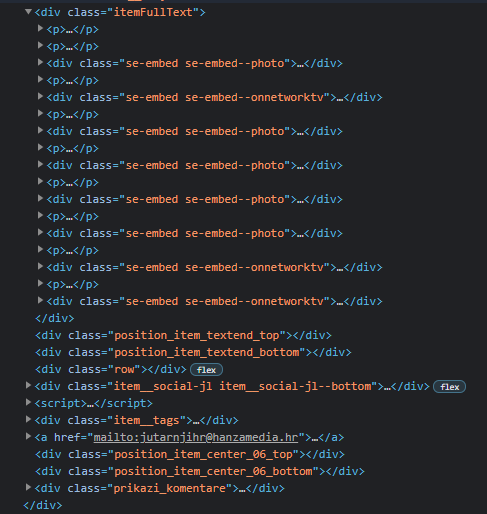 <div class="itemFullText">
<p>…</p>
<p>…</p>
<div class="se-embed se-embed--photo">…</div>
<p>…</p>
<div class="se-embed se-embed--onnetworktv">…</div>
<p>…</p>
<div class="se-embed se-embed--photo">…</div>
<p>…</p>
<div class="se-embed se-embed--photo">…</div>
<p>…</p>
<div class="se-embed se-embed--photo">…</div>
<p>…</p>
<div class="se-embed se-embed--photo">…</div>
<p>…</p>
<div class="se-embed se-embed--onnetworktv">…</div>
<p>…</p>
<div class="se-embed se-embed--onnetworktv">…</div>
</div>
<div class="position_item_textend_top"></div>
<div class="position_item_textend_bottom"></div>
<div class="row"></div> flex
<div class="item__social-jl item__social-jl--bottom">…</div> flex
<script>…</script>
<div class="item__tags">…</div>
<a href="mailto:jutarnjihr@hanzamedia.hr">…</a>
<div class="position_item_center_06_top"></div>
<div class="position_item_center_06_bottom"></div>
<div class="prikazi_komentare">…</div>
</div>